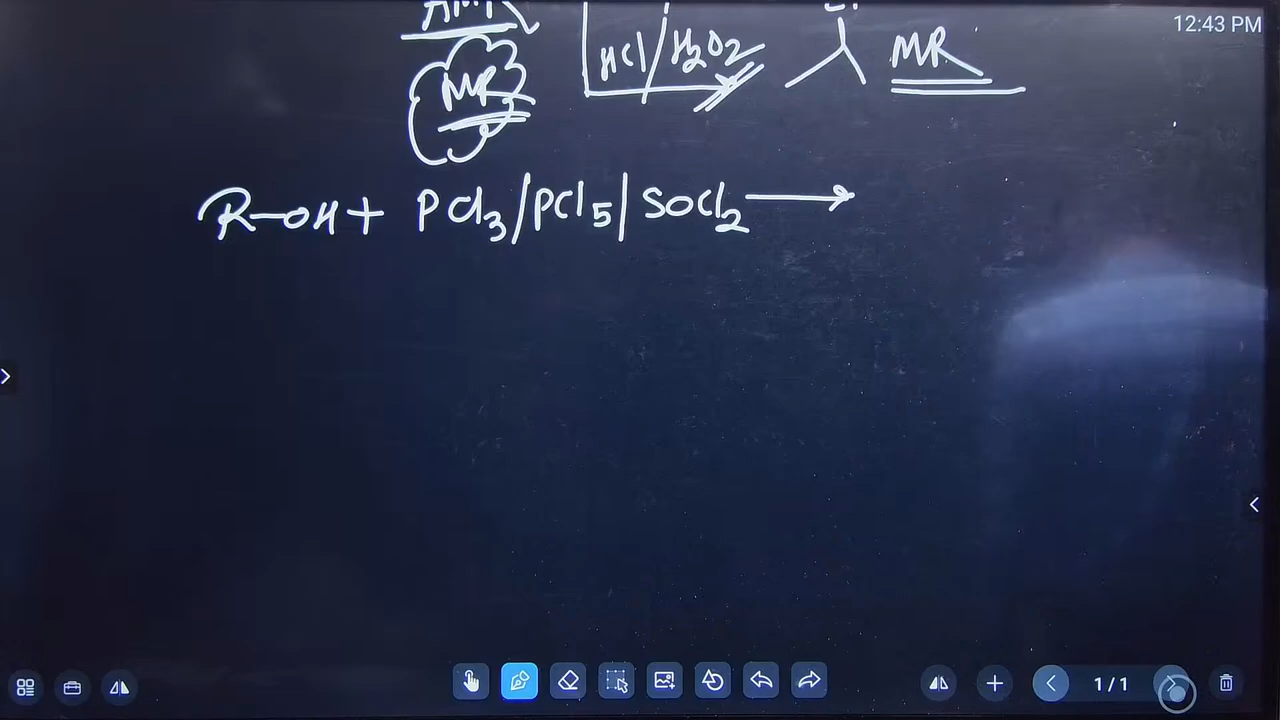 12:43 PM
HCl/H₂O₂ MR
MR
R-OH + PCl₃/PCl₅/SOCl₂ ⟶
1/1